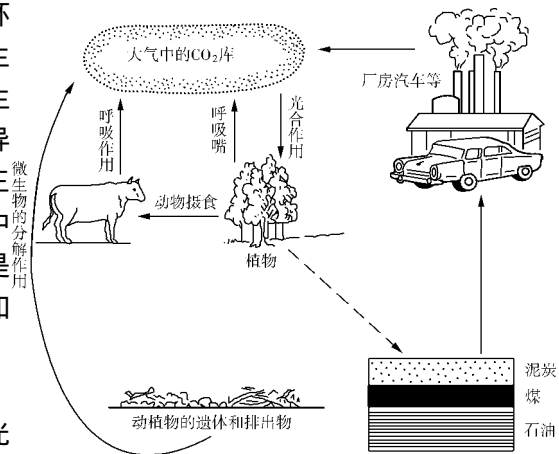 大气中的CO₂库
厂房汽车等
呼吸作用
呼吸嘴
光合作用
微生物的分解作用
动物摄食
植物
泥炭
煤
石油
动植物的遗体和排出物